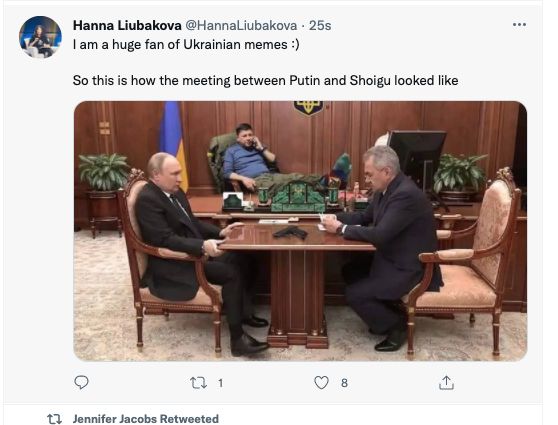 Hanna Liubakova @HannaLiubakova · 25s
I am a huge fan of Ukrainian memes :)
So this is how the meeting between Putin and Shoigu looked like
1
8
Jennifer Jacobs Retweeted